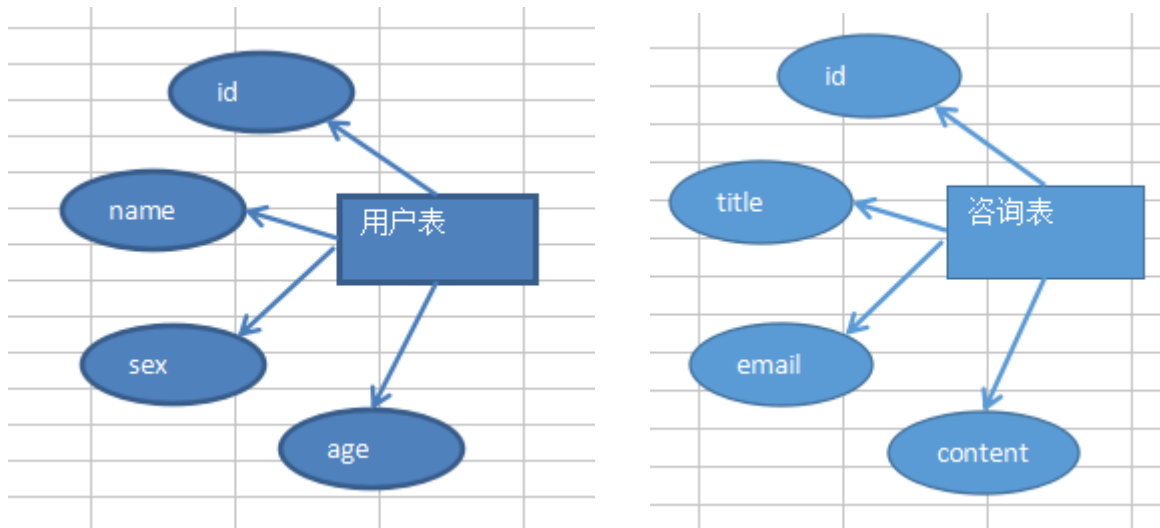 id
name
用户表
sex
age
id
title
咨询表
email
content